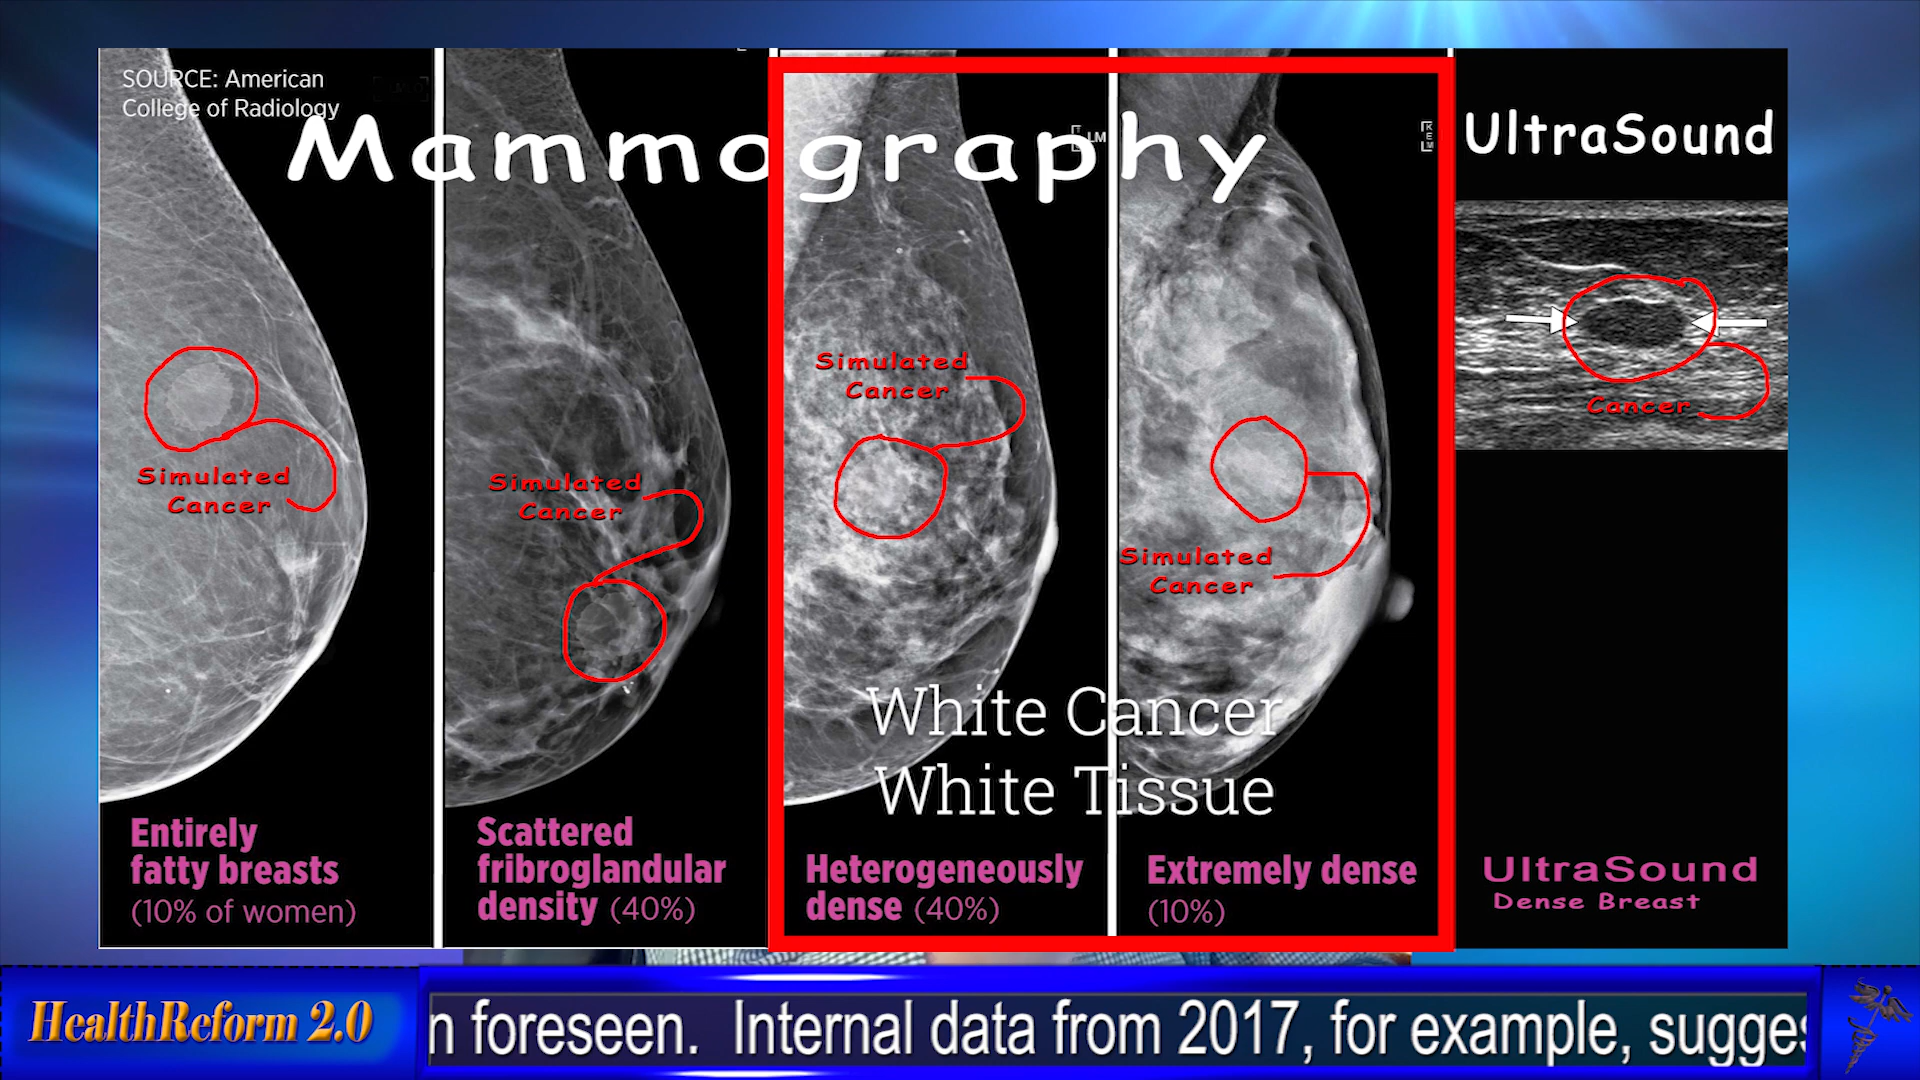 SOURCE: American
College of Radiology
Mammography
UltraSound
LM
Simulated
Cancer
Simulated
Cancer
Simulated
Cancer
Simulated
Cancer
Cancer
White Cancer
White Tissue
Entirely
fatty breasts
(10% of women)
Scattered
fribroglandular
density (40%)
Heterogeneously
dense (40%)
Extremely dense
(10%)
UltraSound
Dense Breast
HealthReform 2.0
n foreseen. Internal data from 2017, for example, sugges